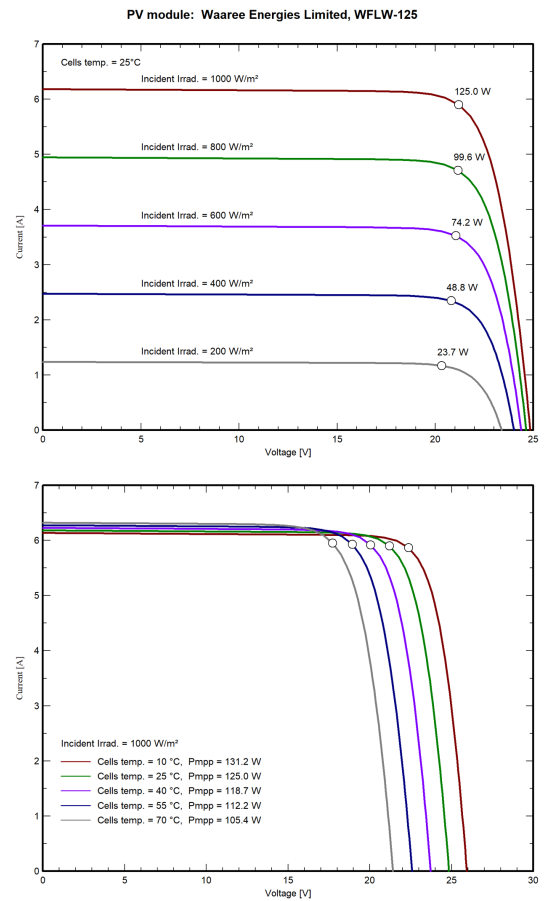 PV module:  Waaree Energies Limited, WFLW-125
7
6
5
4
3
2
1
0
Current [A]
Cells temp. = 25°C
Incident Irrad. = 1000 W/m²
125.0 W
Incident Irrad. = 800 W/m²
99.6 W
Incident Irrad. = 600 W/m²
74.2 W
Incident Irrad. = 400 W/m²
48.8 W
Incident Irrad. = 200 W/m²
23.7 W
0 5 10 15 20 25
Voltage [V]
7
6
5
4
3
2
1
0
Current [A]
Incident Irrad. = 1000 W/m²
Cells temp. = 10 °C,  Pmpp = 131.2 W
Cells temp. = 25 °C,  Pmpp = 125.0 W
Cells temp. = 40 °C,  Pmpp = 118.7 W
Cells temp. = 55 °C,  Pmpp = 112.2 W
Cells temp. = 70 °C,  Pmpp = 105.4 W
0 5 10 15 20 25 30
Voltage [V]